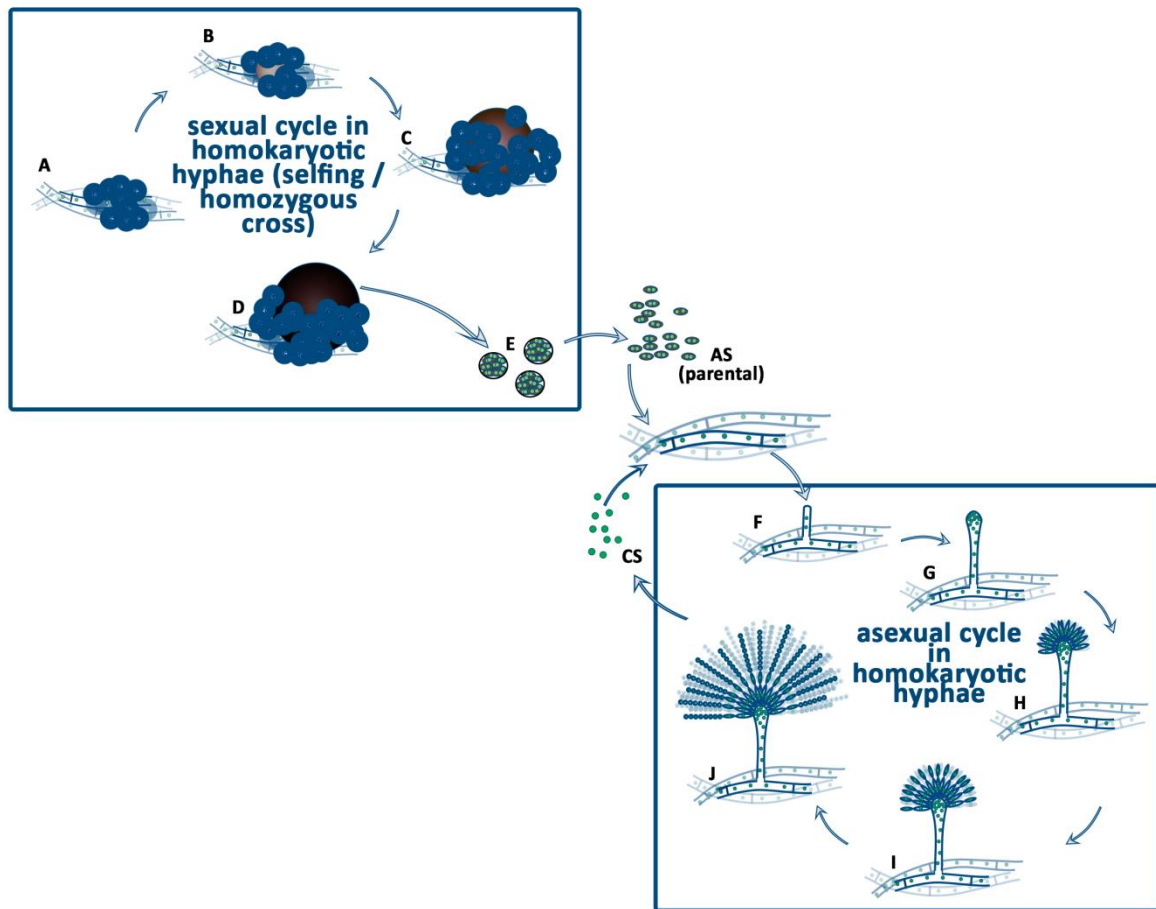 B
sexual cycle in
homokaryotic
hyphae (selfing /
homozygous
cross)
A
C
D
E
AS
(parental)
CS
F
G
asexual cycle
in
homokaryotic
hyphae
H
J
I